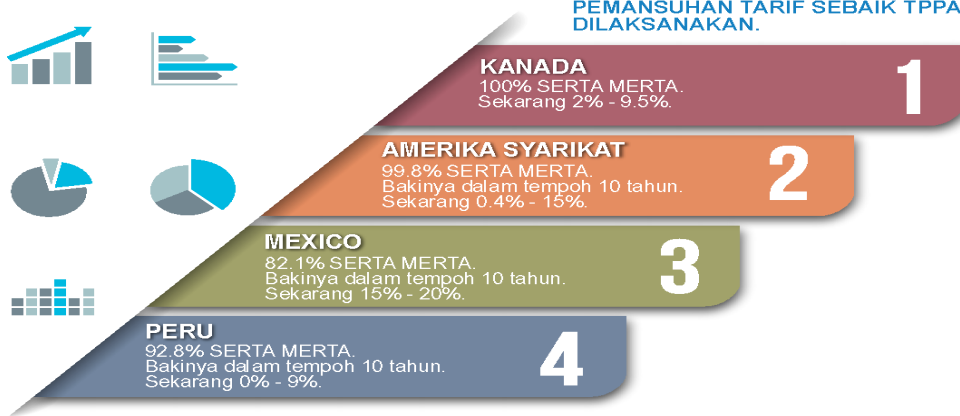 PEMANSUHAN TARIF SEBAIK TPPA
DILAKSANAKAN.
KANADA
100% SERTA MERTA.
Sekarang 2% - 9.5%.
1
AMERIKA SYARIKAT
99.8% SERTA MERTA.
Bakinya dalam tempoh 10 tahun.
Sekarang 0.4% - 15%.
2
MEXICO
82.1% SERTA MERTA.
Bakinya dalam tempoh 10 tahun.
Sekarang 15% - 20%.
3
PERU
92.8% SERTA MERTA.
Bakinya dalam tempoh 10 tahun.
Sekarang 0% - 9%.
4